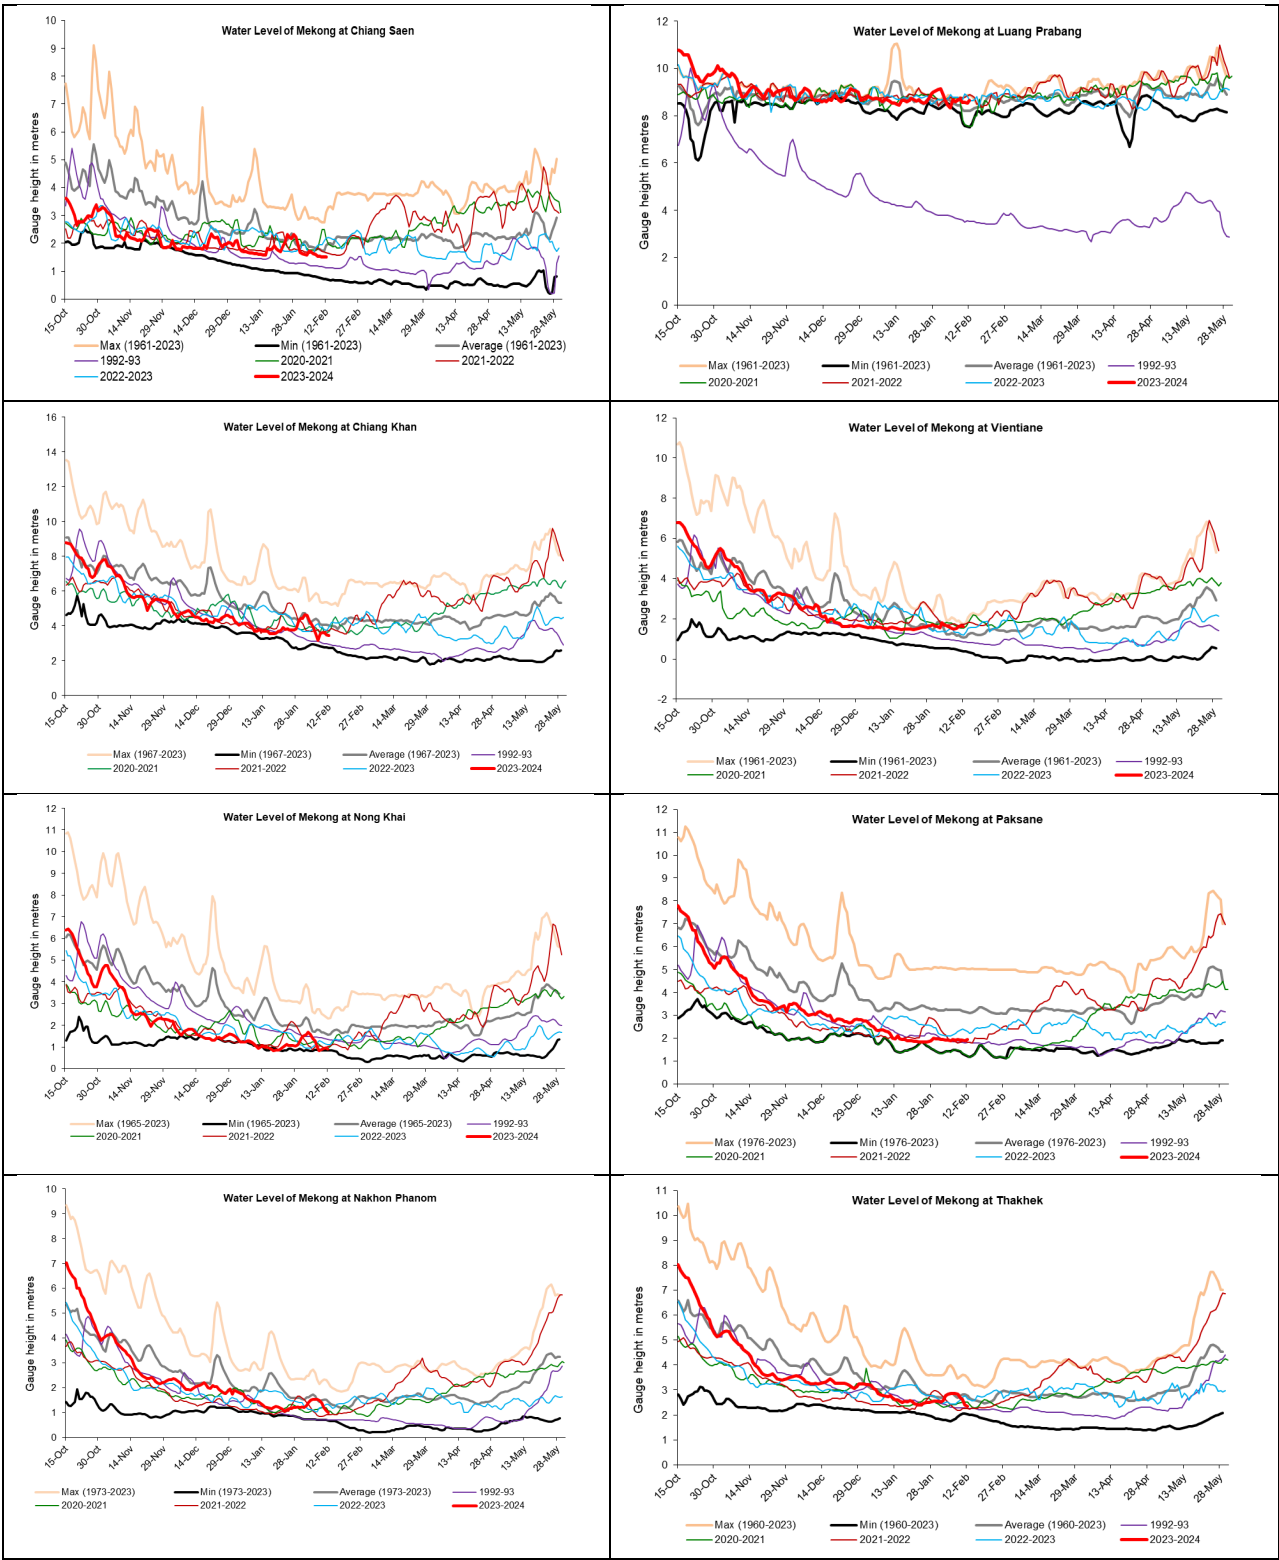 Water Level of Mekong at Chiang Saen
Gauge height in metres
10
9
8
7
6
5
4
3
2
1
0
15-Oct 30-Oct 14-Nov 29-Nov 14-Dec 29-Dec 13-Jan 28-Jan 12-Feb 27-Feb 14-Mar 29-Mar 13-Apr 28-Apr 13-May 28-May
Max (1961-2023) Min (1961-2023) Average (1961-2023)
1992-93 2020-2021 2021-2022
2022-2023 2023-2024
Water Level of Mekong at Luang Prabang
Gauge height in metres
12
10
8
6
4
2
0
15-Oct 30-Oct 14-Nov 29-Nov 14-Dec 29-Dec 13-Jan 28-Jan 12-Feb 27-Feb 14-Mar 29-Mar 13-Apr 28-Apr 13-May 28-May
Max (1961-2023) Min (1961-2023) Average (1961-2023) 1992-93
2020-2021 2021-2022 2022-2023 2023-2024
Water Level of Mekong at Chiang Khan
Gauge height in metres
16
14
12
10
8
6
4
2
0
15-Oct 30-Oct 14-Nov 29-Nov 14-Dec 29-Dec 13-Jan 28-Jan 12-Feb 27-Feb 14-Mar 29-Mar 13-Apr 28-Apr 13-May 28-May
Max (1967-2023) Min (1967-2023) Average (1967-2023) 1992-93
2020-2021 2021-2022 2022-2023 2023-2024
Water Level of Mekong at Vientiane
Gauge height in metres
12
10
8
6
4
2
0
-2
15-Oct 30-Oct 14-Nov 29-Nov 14-Dec 29-Dec 13-Jan 28-Jan 12-Feb 27-Feb 14-Mar 29-Mar 13-Apr 28-Apr 13-May 28-May
Max (1961-2023) Min (1961-2023) Average (1961-2023) 1992-93
2020-2021 2021-2022 2022-2023 2023-2024
Water Level of Mekong at Nong Khai
Gauge height in metres
12
11
10
9
8
7
6
5
4
3
2
1
0
15-Oct 30-Oct 14-Nov 29-Nov 14-Dec 29-Dec 13-Jan 28-Jan 12-Feb 27-Feb 14-Mar 29-Mar 13-Apr 28-Apr 13-May 28-May
Max (1965-2023) Min (1965-2023) Average (1965-2023) 1992-93
2020-2021 2021-2022 2022-2023 2023-2024
Water Level of Mekong at Paksane
Gauge height in metres
12
11
10
9
8
7
6
5
4
3
2
1
0
15-Oct 30-Oct 14-Nov 29-Nov 14-Dec 29-Dec 13-Jan 28-Jan 12-Feb 27-Feb 14-Mar 29-Mar 13-Apr 28-Apr 13-May 28-May
Max (1976-2023) Min (1976-2023) Average (1976-2023) 1992-93
2020-2021 2021-2022 2022-2023 2023-2024
Water Level of Mekong at Nakhon Phanom
Gauge height in metres
10
9
8
7
6
5
4
3
2
1
0
15-Oct 30-Oct 14-Nov 29-Nov 14-Dec 29-Dec 13-Jan 28-Jan 12-Feb 27-Feb 14-Mar 29-Mar 13-Apr 28-Apr 13-May 28-May
Max (1973-2023) Min (1973-2023) Average (1973-2023) 1992-93
2020-2021 2021-2022 2022-2023 2023-2024
Water Level of Mekong at Thakhek
Gauge height in metres
11
10
9
8
7
6
5
4
3
2
1
0
15-Oct 30-Oct 14-Nov 29-Nov 14-Dec 29-Dec 13-Jan 28-Jan 12-Feb 27-Feb 14-Mar 29-Mar 13-Apr 28-Apr 13-May 28-May
Max (1960-2023) Min (1960-2023) Average (1960-2023) 1992-93
2020-2021 2021-2022 2022-2023 2023-2024